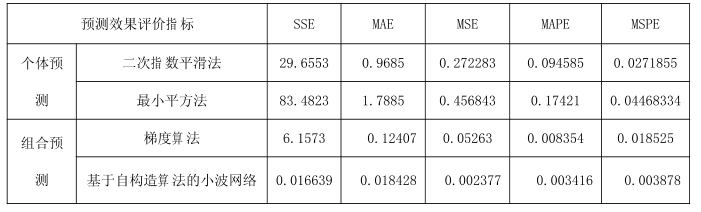 预测效果评价指标 SSE MAE MSE MAPE MSPE
个体预测 二次指数平滑法 29.6553 0.9685 0.272283 0.094585 0.0271855
最小平方法 83.4823 1.7885 0.456843 0.17421 0.04468334
组合预测 梯度算法 6.1573 0.12407 0.05263 0.008354 0.018525
基于自构造算法的小波网络 0.016639 0.018428 0.002377 0.003416 0.003878